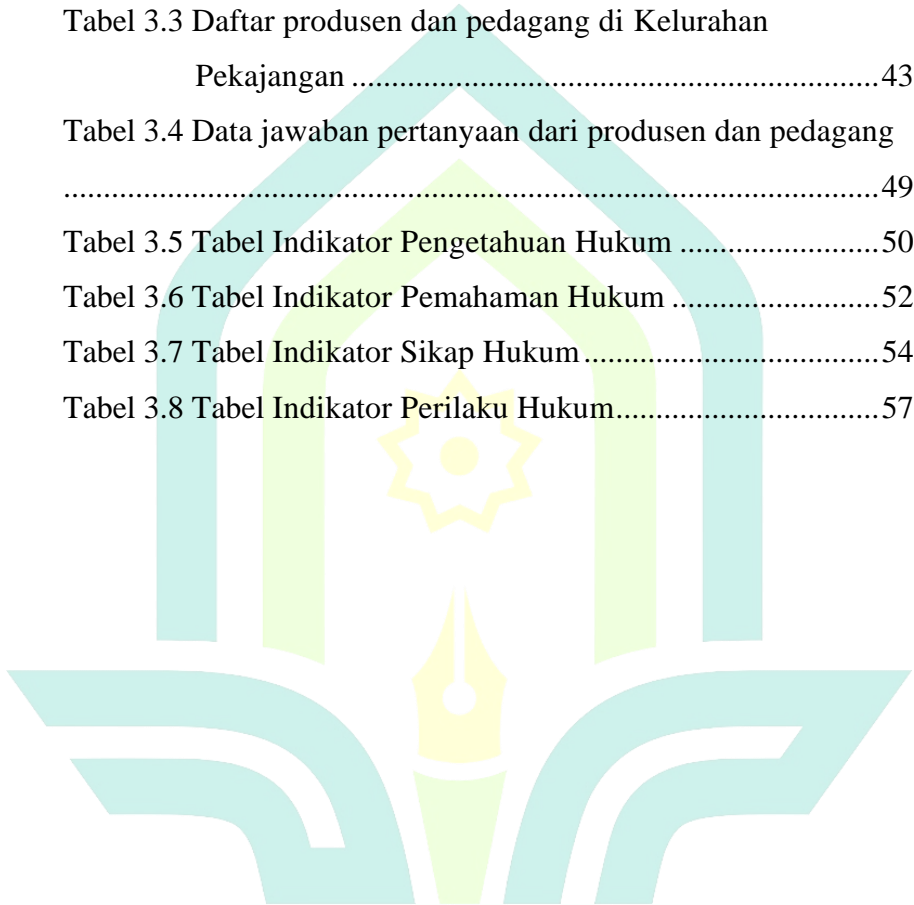 Tabel 3.3 Daftar produsen dan pedagang di Kelurahan
Pekajangan ..................................................................43
Tabel 3.4 Data jawaban pertanyaan dari produsen dan pedagang
......................................................................................................49
Tabel 3.5 Tabel Indikator Pengetahuan Hukum .........................50
Tabel 3.6 Tabel Indikator Pemahaman Hukum ..........................52
Tabel 3.7 Tabel Indikator Sikap Hukum.....................................54
Tabel 3.8 Tabel Indikator Perilaku Hukum.................................57